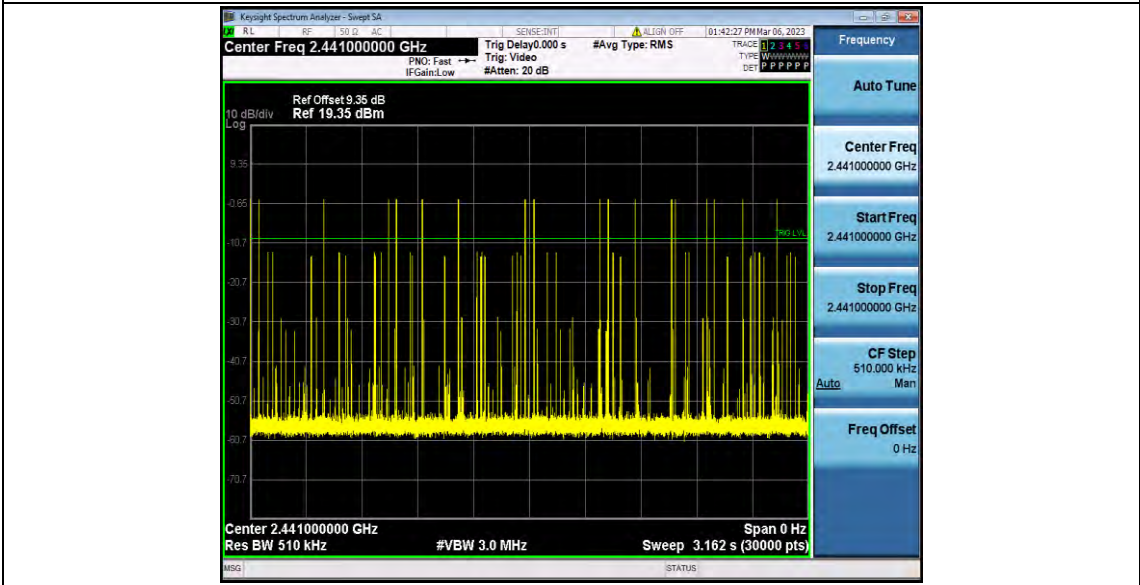 Keysight Spectrum Analyzer - Swept SA
RL RF 50 Ω AC SENSE:INT ALIGN OFF 01:42:27 PM Mar 06, 2023
Center Freq 2.441000000 GHz
Trig Delay0.000 s #Avg Type: RMS
TRACE 1 2 3 4 5 6
PNO: Fast Trig: Video
TYPE WWWWWW
IFGain:Low #Atten: 20 dB
DET P P P P P P
Ref Offset 9.35 dB
10 dB/div Ref 19.35 dBm
Log
9.35
-0.65
TRIG LVL
-10.7
-20.7
-30.7
-40.7
-50.7
-60.7
-70.7
Center 2.441000000 GHz Span 0 Hz
Res BW 510 kHz #VBW 3.0 MHz Sweep 3.162 s (30000 pts)
MSG STATUS
Frequency
Auto Tune
Center Freq
2.441000000 GHz
Start Freq
2.441000000 GHz
Stop Freq
2.441000000 GHz
CF Step
510.000 kHz
Auto Man
Freq Offset
0 Hz